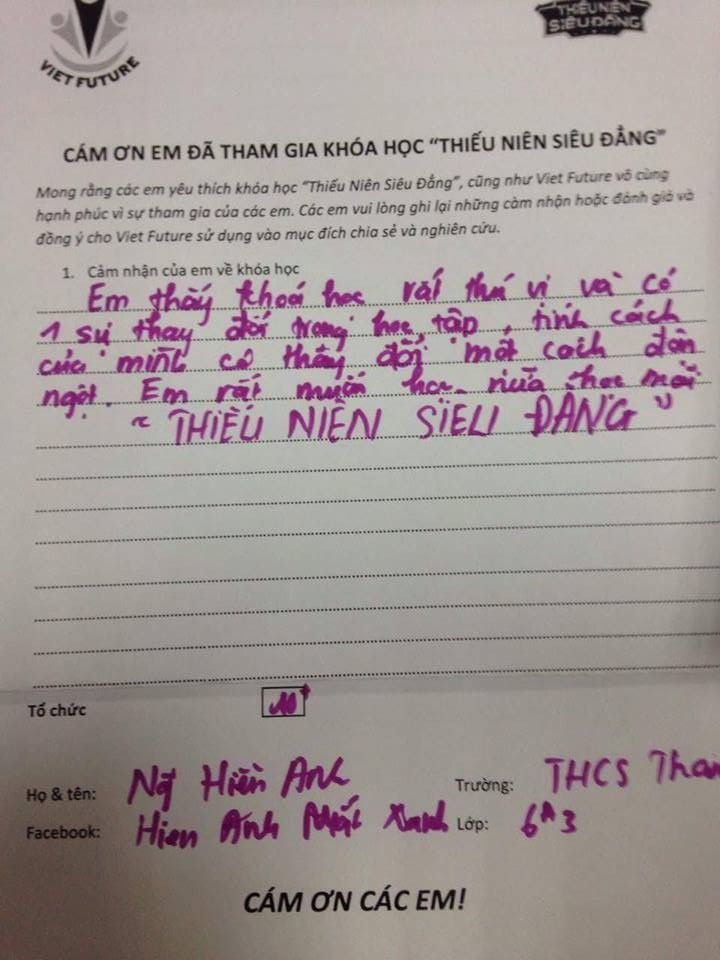 VIET FUTURE
THIẾU NIÊN
SIÊU ĐẲNG
CÁM ƠN EM ĐÃ THAM GIA KHÓA HỌC "THIẾU NIÊN SIÊU ĐẲNG"
Mong rằng các em yêu thích khóa học "Thiếu Niên Siêu Đẳng", cũng như Viet Future vô cùng
hạnh phúc vì sự tham gia của các em. Các em vui lòng ghi lại những cảm nhận hoặc đánh giá và
đồng ý cho Viet Future sử dụng vào mục đích chia sẻ và nghiên cứu.
1. Cảm nhận của em về khóa học
Em thấy khoá học rất thú vị và có
1 sự thay đổi trong học tập, tính cách
của mình có thấy đổi một cách đòn
ngột. Em rất muốn học nữa học mãi
"THIẾU NIÊN SIÊU ĐẲNG"
Tổ chức 10+
Họ & tên: Hiền Anh Trường: THCS Than
Facebook: Hien Ánh Mắt Xanh Lớp: 6A3
CÁM ƠN CÁC EM!